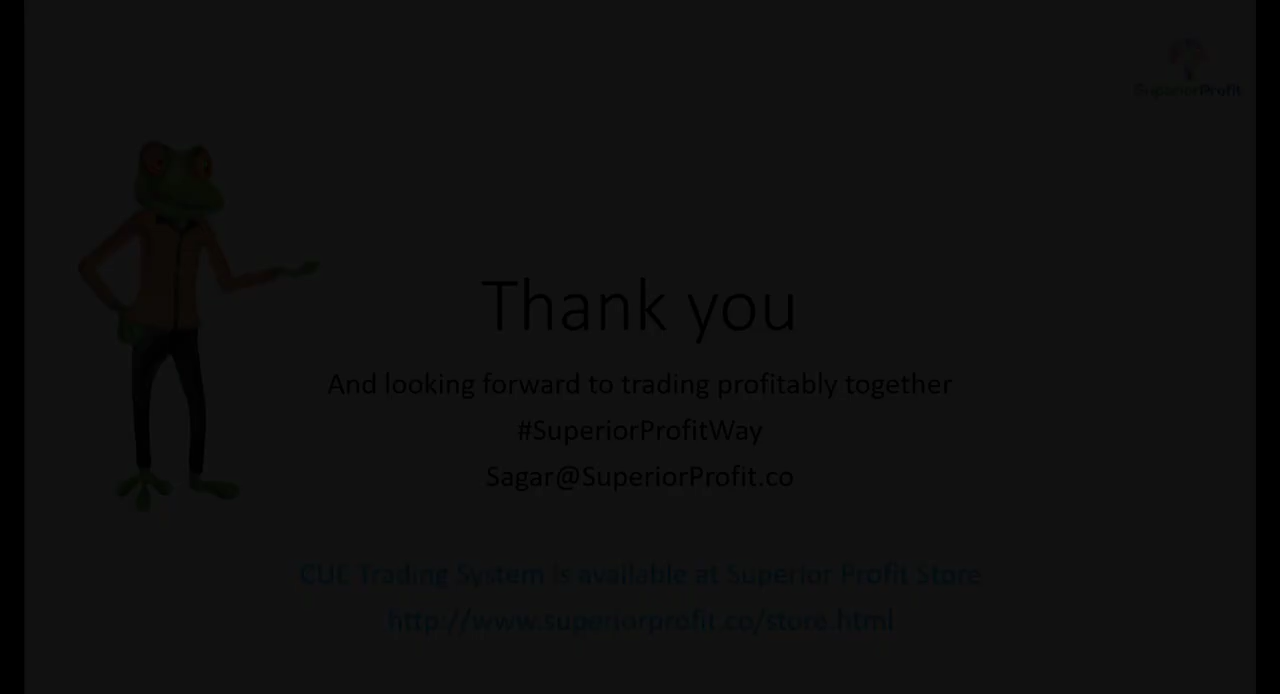 SuperiorProfit
Thank you
And looking forward to trading profitably together
#SuperiorProfitWay
Sagar@SuperiorProfit.co
CUE Trading System is available at Superior Profit Store
http://www.superiorprofit.co/store.html